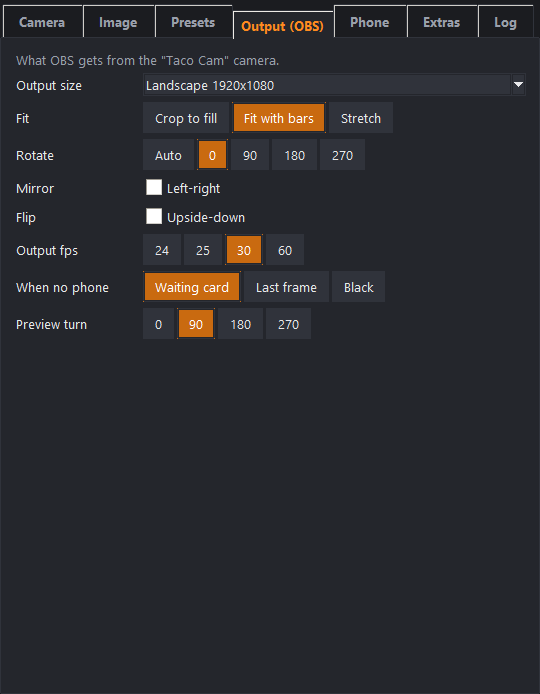 Camera Image Presets Output (OBS) Phone Extras Log
What OBS gets from the "Taco Cam" camera.
Output size Landscape 1920x1080
Fit Crop to fill Fit with bars Stretch
Rotate Auto 0 90 180 270
Mirror Left-right
Flip Upside-down
Output fps 24 25 30 60
When no phone Waiting card Last frame Black
Preview turn 0 90 180 270